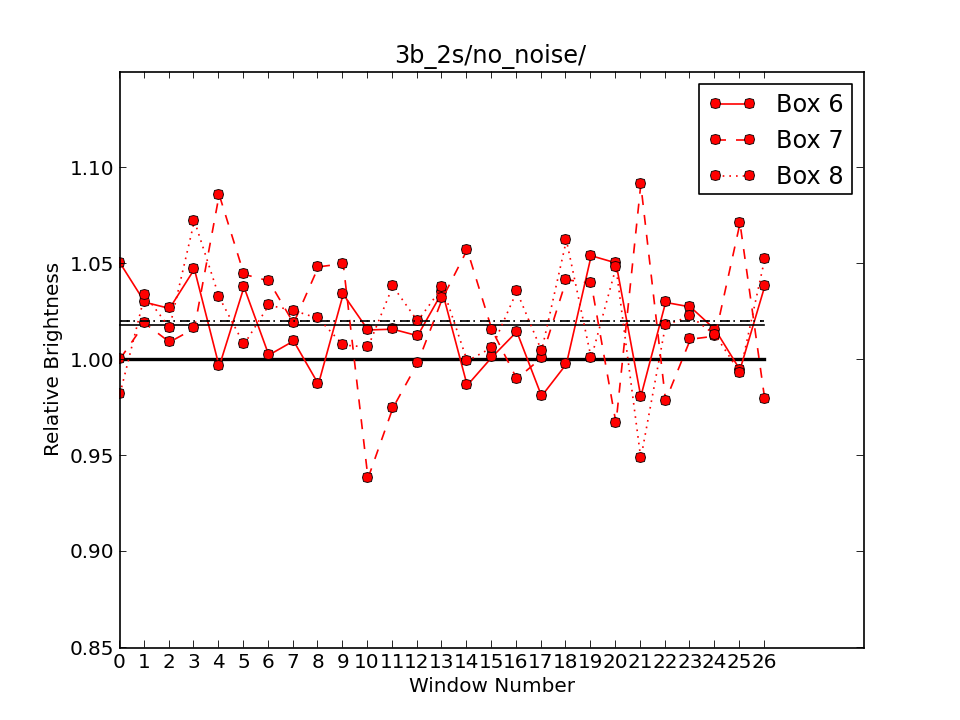 3b_2s/no_noise/
Box 6
Box 7
Box 8
Relative Brightness
1.10
1.05
1.00
0.95
0.90
0.85
0 1 2 3 4 5 6 7 8 9 10 11 12 13 14 15 16 17 18 19 20 21 22 23 24 25 26
Window Number